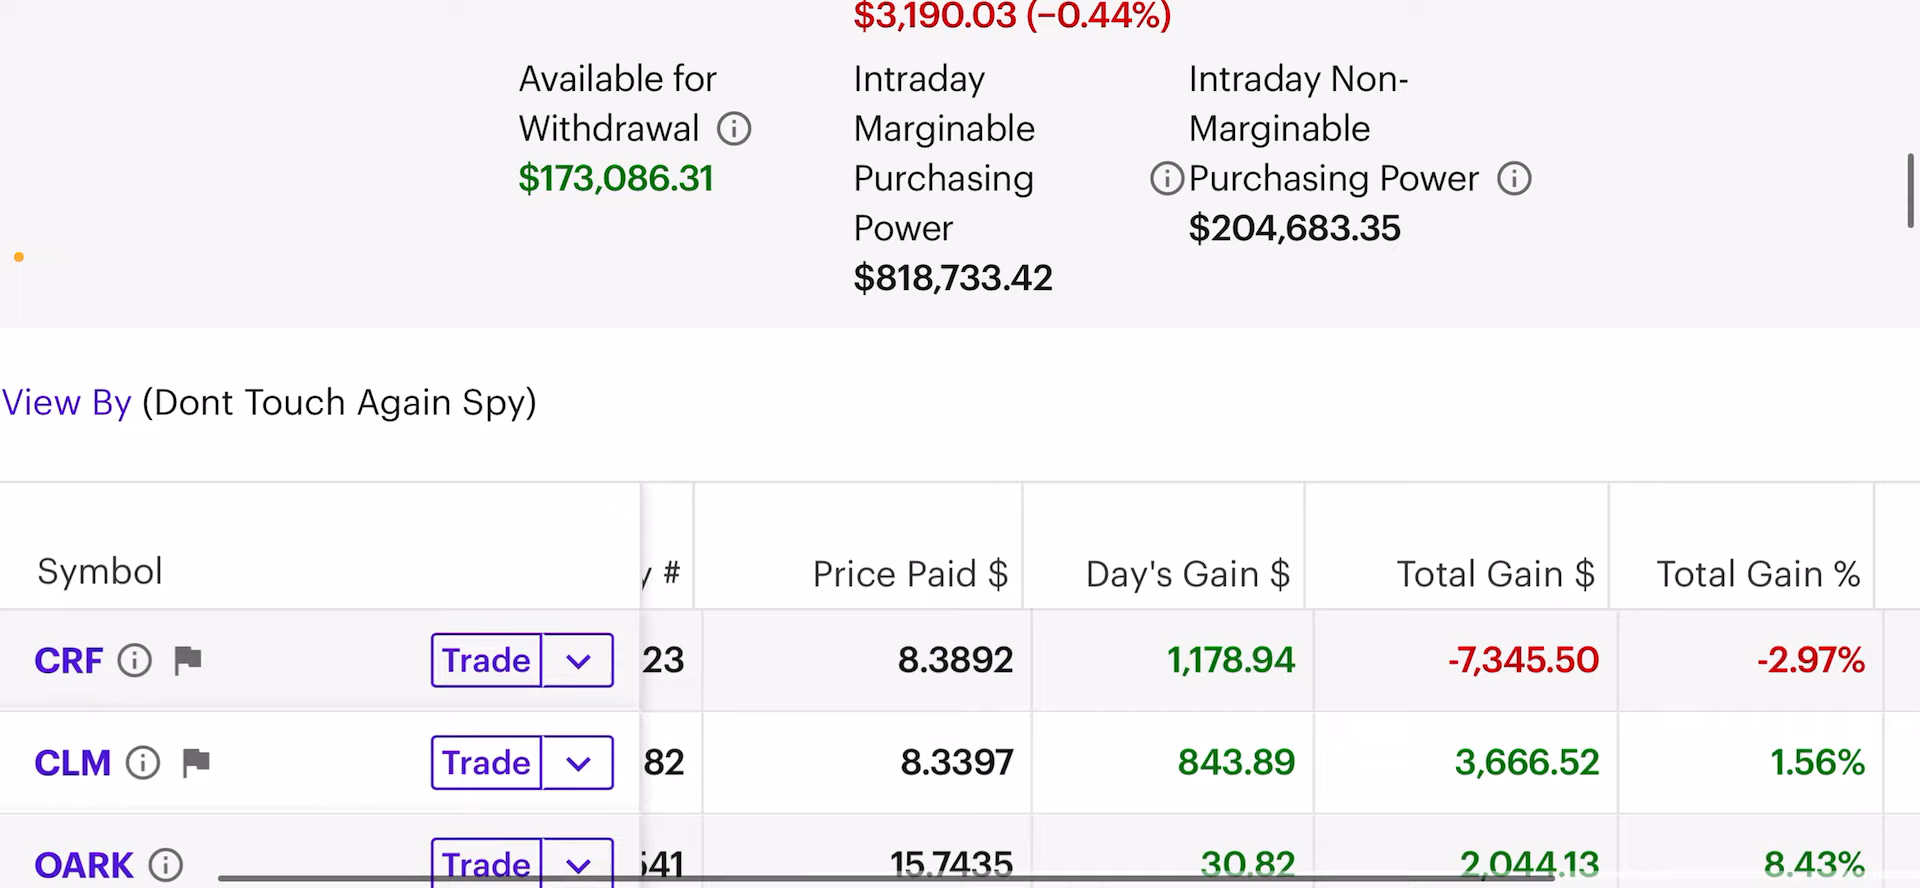 $3,190.03 (−0.44%)
Available for
Withdrawal
$173,086.31
Intraday
Marginable
Purchasing
Power
$818,733.42
Intraday Non-
Marginable
Purchasing Power
$204,683.35
View By (Dont Touch Again Spy)
Symbol # Price Paid $ Day's Gain $ Total Gain $ Total Gain %
CRF Trade 23 8.3892 1,178.94 -7,345.50 -2.97%
CLM Trade 82 8.3397 843.89 3,666.52 1.56%
OARK Trade 41 15.7435 30.82 2,044.13 8.43%